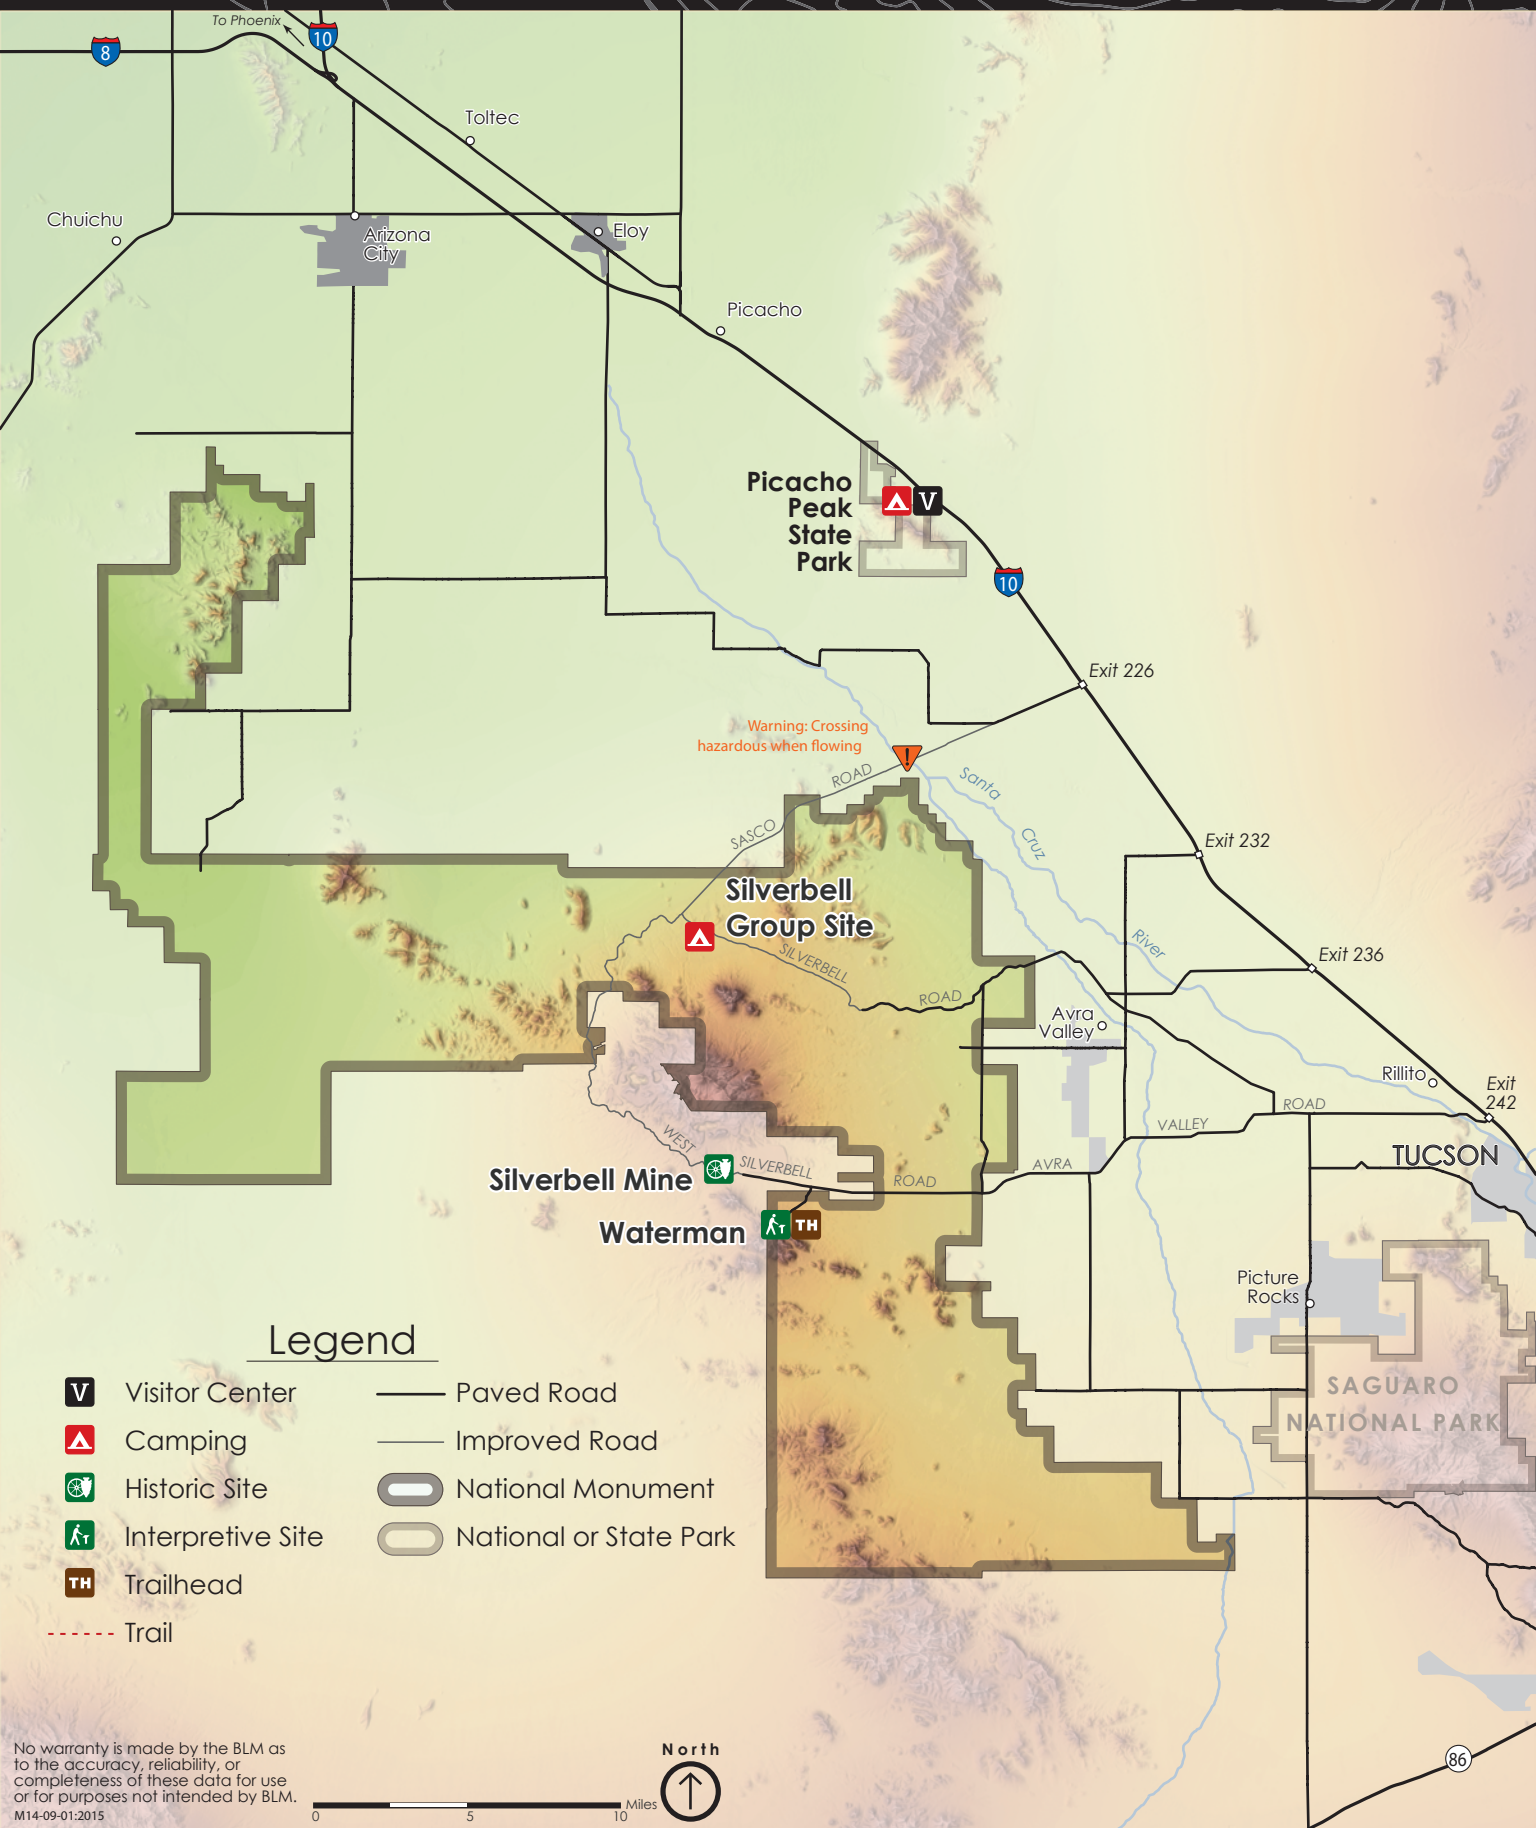 To Phoenix
10
8
Toltec
Chuichu
Arizona
City
Eloy
Picacho
Picacho
Peak
State
Park
V
10
Exit 226
Warning: Crossing
hazardous when flowing
!
ROAD
SASCO
Santa
Cruz
River
Exit 232
Silverbell
Group Site
SILVERBELL
ROAD
Exit 236
Avra
Valley
Rillito
Exit
242
ROAD
VALLEY
AVRA
TUCSON
WEST
SILVERBELL
ROAD
Silverbell Mine
Waterman
T
TH
Picture
Rocks
SAGUARO
NATIONAL PARK
Legend
V Visitor Center
Camping
Historic Site
T Interpretive Site
TH Trailhead
Trail
Paved Road
Improved Road
National Monument
National or State Park
86
No warranty is made by the BLM as
to the accuracy, reliability, or
completeness of these data for use
or for purposes not intended by BLM.
M14-09-01:2015
0 5 10 Miles
North